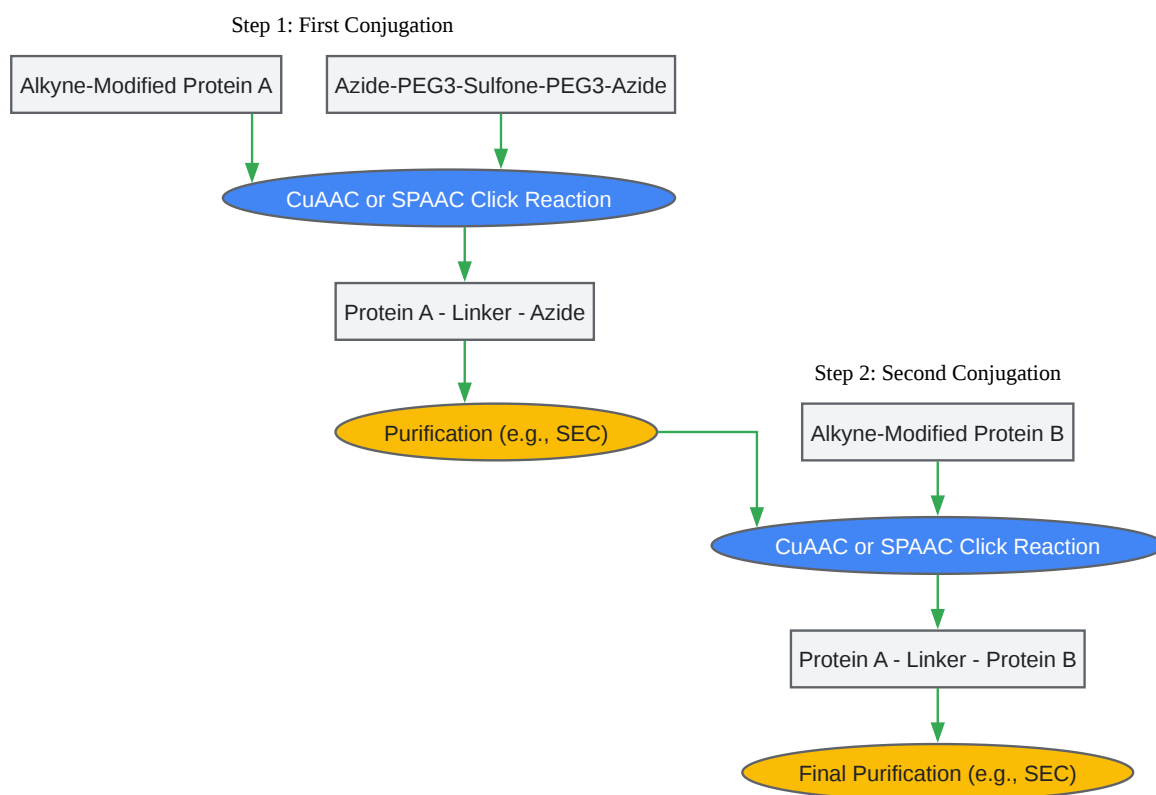 Step 1: First Conjugation
Alkyne-Modified Protein A
Azide-PEG3-Sulfone-PEG3-Azide
CuAAC or SPAAC Click Reaction
Protein A - Linker - Azide
Purification (e.g., SEC)
Step 2: Second Conjugation
Alkyne-Modified Protein B
CuAAC or SPAAC Click Reaction
Protein A - Linker - Protein B
Final Purification (e.g., SEC)